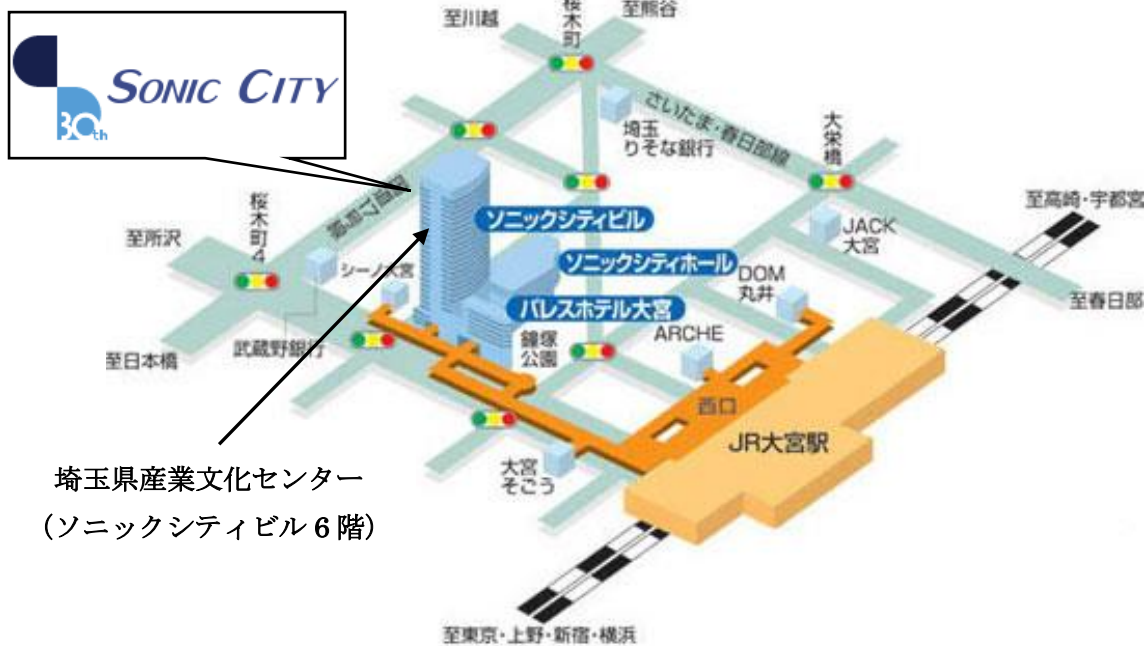 至川越
桜木町
至熊谷
SONIC CITY
30th
さいたま・春日部線
埼玉
りそな銀行
大栄橋
国道17号線
桜木町4
至所沢
ソニックシティビル
JACK
大宮
至高崎・宇都宮
シーノ大宮
ソニックシティホール
DOM
丸井
至春日部
パレスホテル大宮
武蔵野銀行
鐘塚
公園
ARCHE
至日本橋
西口
JR大宮駅
大宮
そごう
埼玉県産業文化センター
(ソニックシティビル6階)
至東京・上野・新宿・横浜